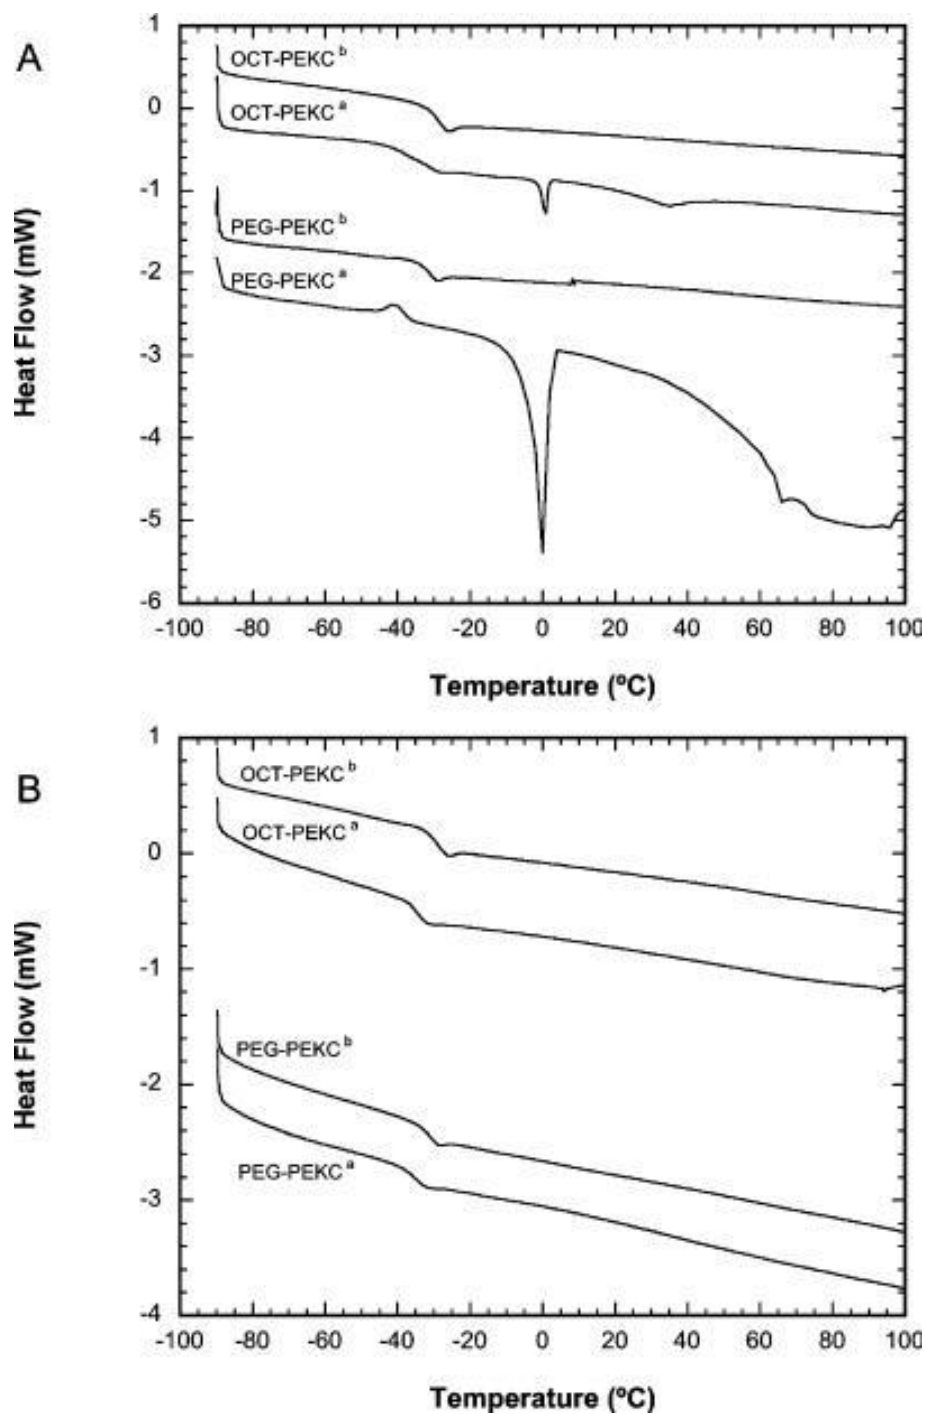 A
1
0
-1
-2
-3
-4
-5
-6
Heat Flow (mW)
OCT-PEKC b
OCT-PEKC a
PEG-PEKC b
PEG-PEKC a
-100 -80 -60 -40 -20 0 20 40 60 80 100
Temperature (ºC)
B
1
0
-1
-2
-3
-4
Heat Flow (mW)
OCT-PEKC b
OCT-PEKC a
PEG-PEKC b
PEG-PEKC a
-100 -80 -60 -40 -20 0 20 40 60 80 100
Temperature (ºC)